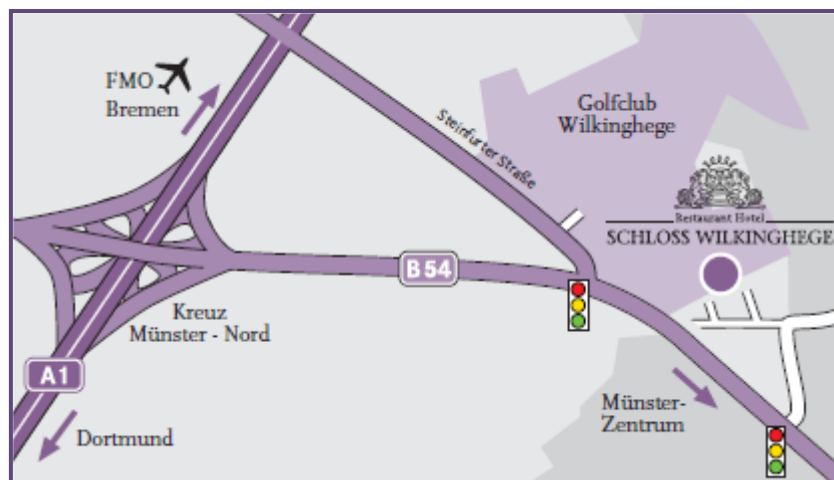 FMO
Bremen
Steinfurter Straße
Golfclub
Wilkinghege
Restaurant Hotel
SCHLOSS WILKINGHEGE
B 54
Kreuz
Münster - Nord
A1
Dortmund
Münster-
Zentrum